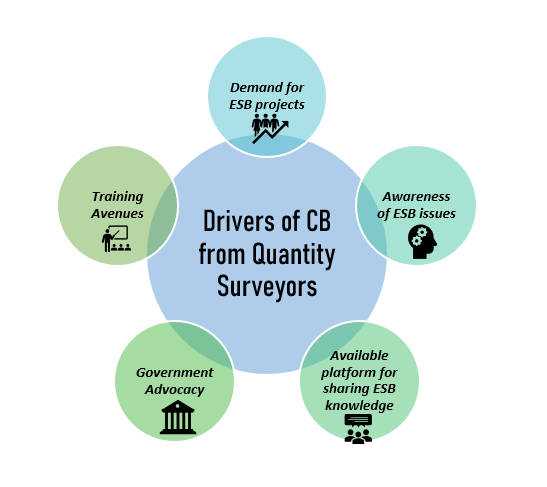 Demand for
ESB projects
Awareness
of ESB issues
Available
platform for
sharing ESB
knowledge
Government
Advocacy
Training
Avenues
Drivers of CB
from Quantity
Surveyors